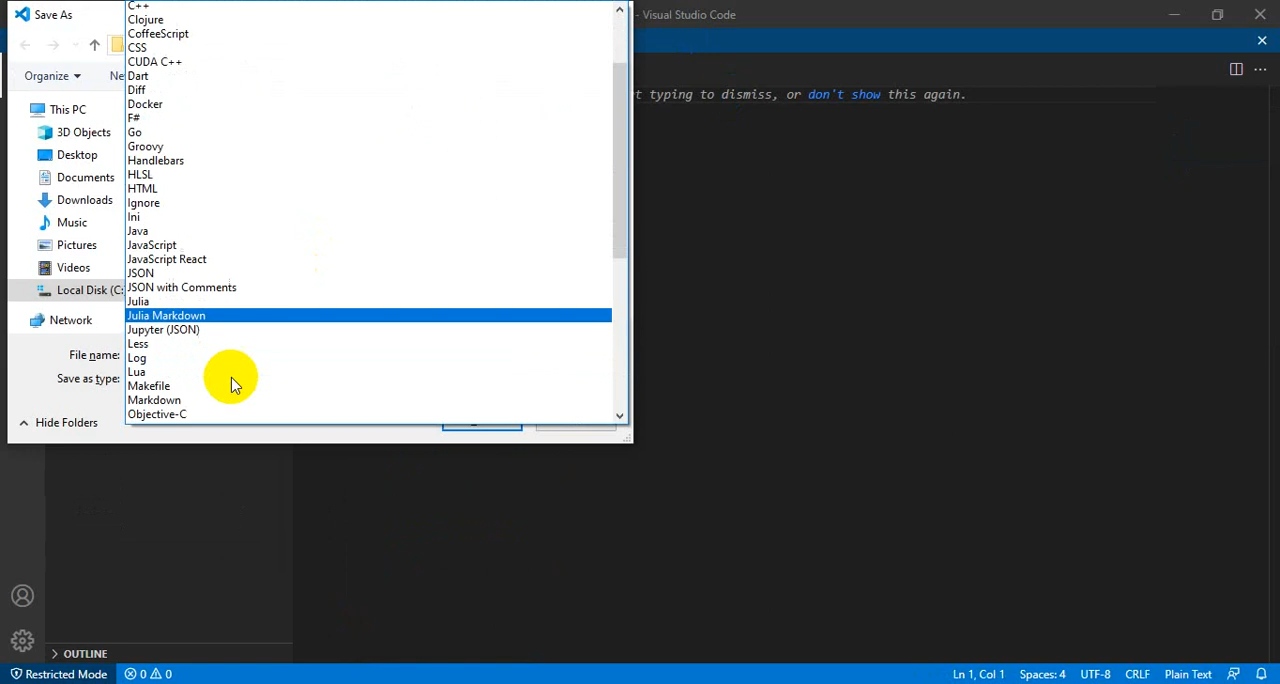 Save As
- Visual Studio Code
Organize
Ne
This PC
3D Objects
Desktop
Documents
Downloads
Music
Pictures
Videos
Local Disk (C:
Network
File name:
Save as type:
Hide Folders
C++
Clojure
CoffeeScript
CSS
CUDA C++
Dart
Diff
Docker
F#
Go
Groovy
Handlebars
HLSL
HTML
Ignore
Ini
Java
JavaScript
JavaScript React
JSON
JSON with Comments
Julia
Julia Markdown
Jupyter (JSON)
Less
Log
Lua
Makefile
Markdown
Objective-C
t typing to dismiss, or don't show this again.
OUTLINE
Restricted Mode
0 0
Ln 1, Col 1 Spaces: 4 UTF-8 CRLF Plain Text